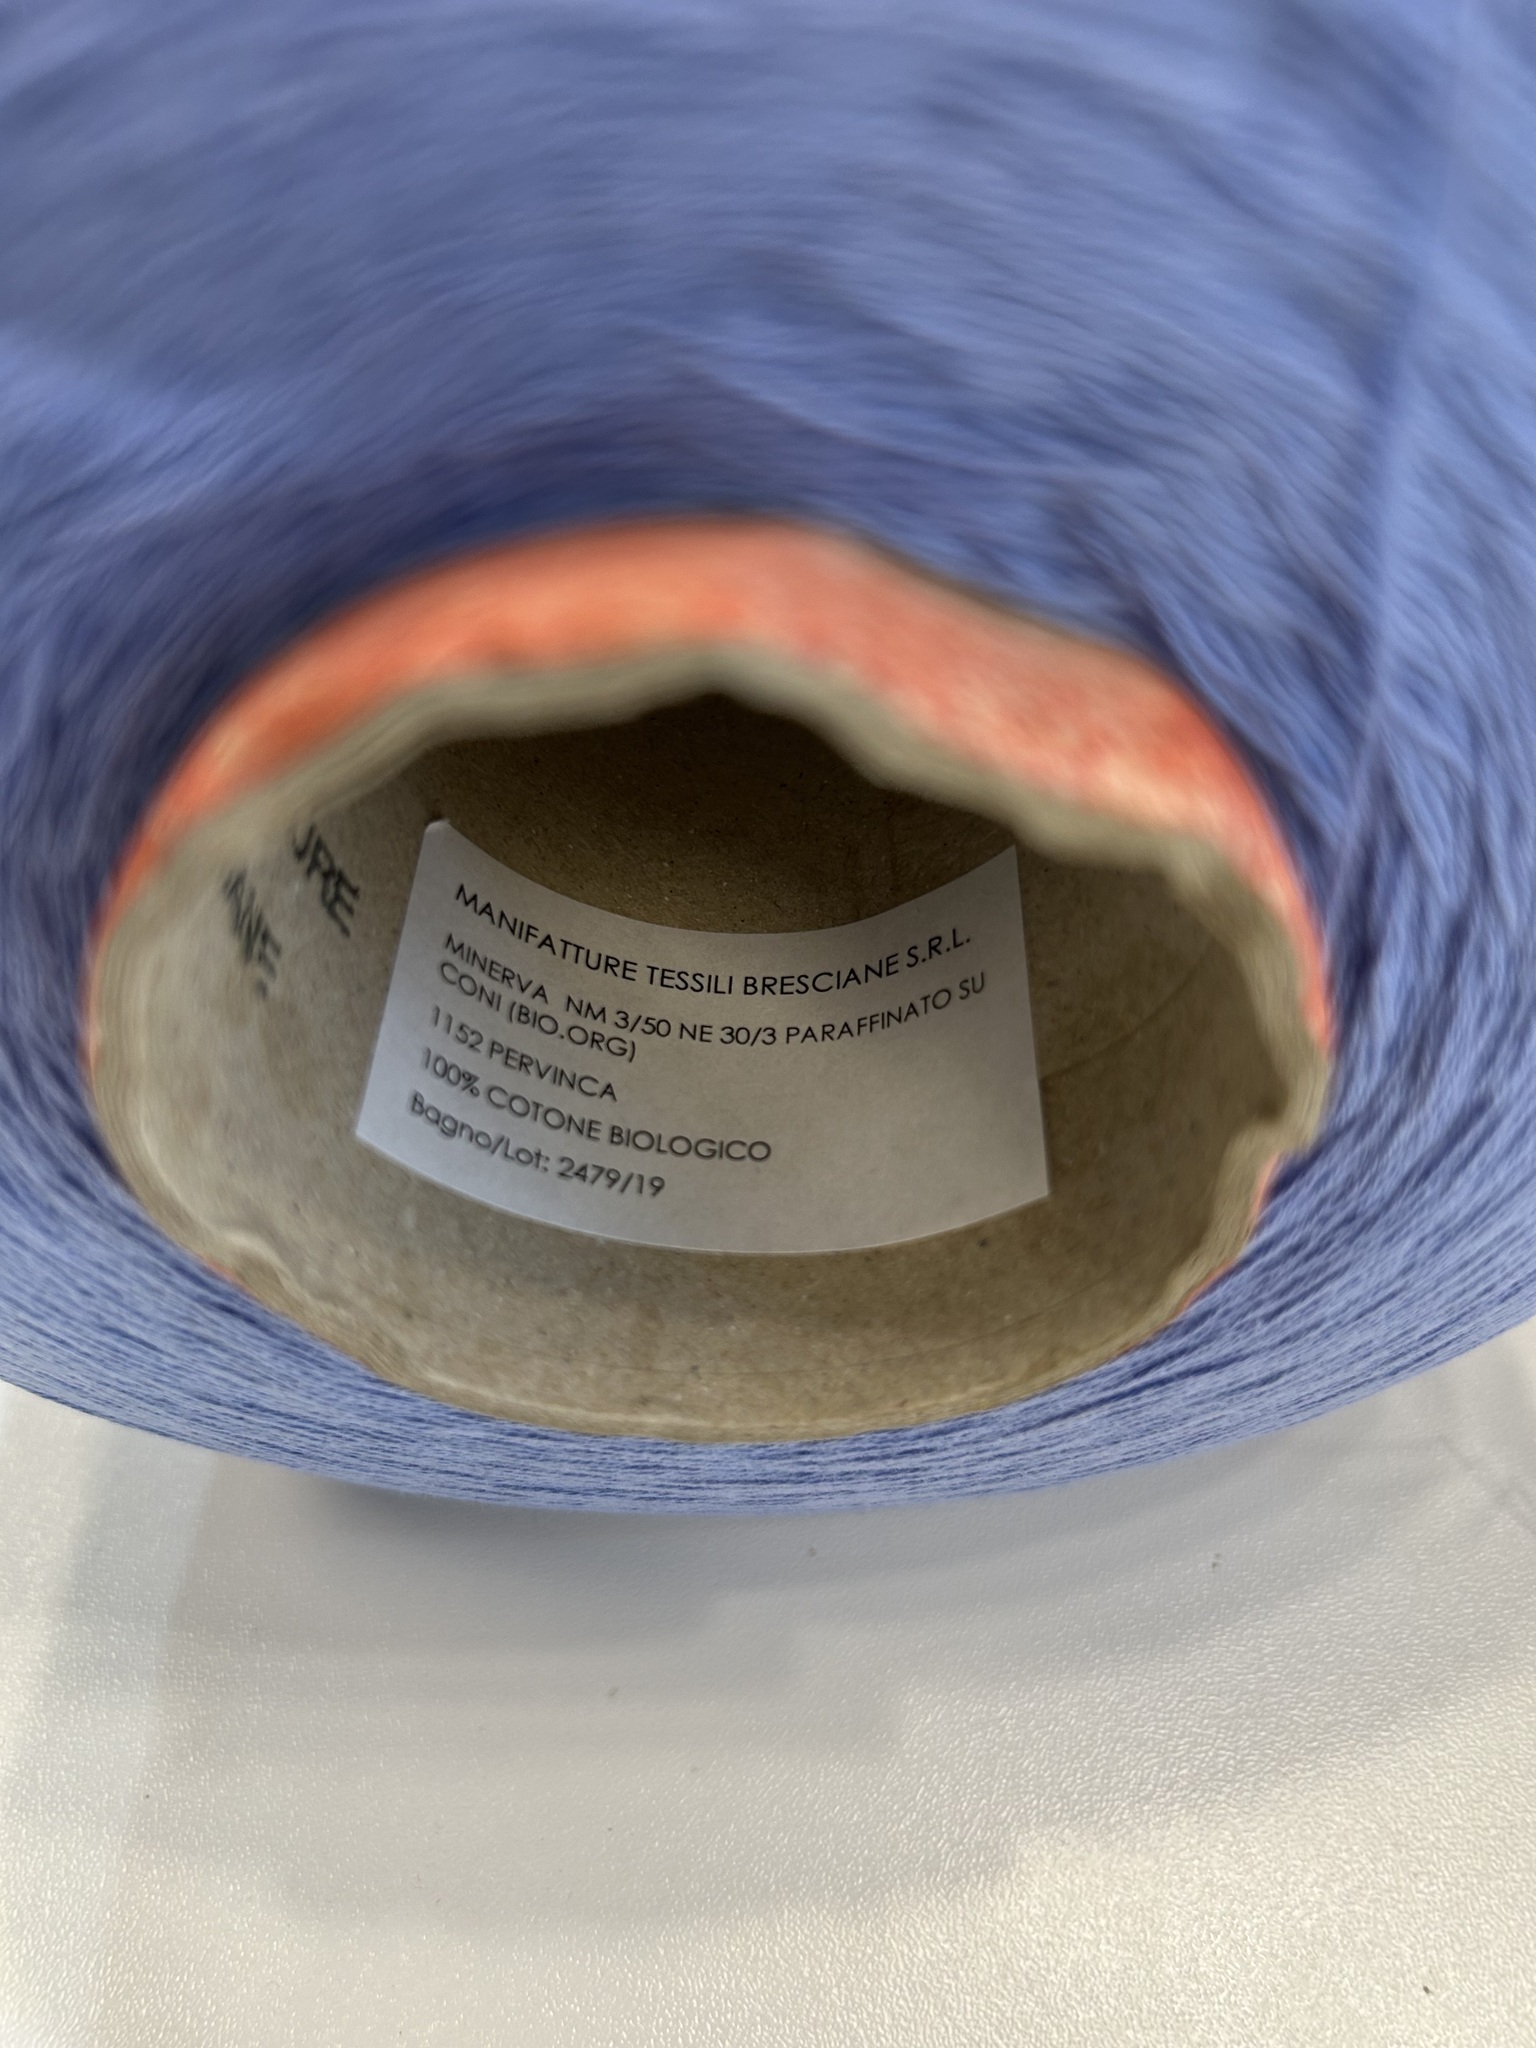 MANIFATTURE TESSILI BRESCIANE S.R.L.
MINERVA NM 3/50 NE 30/3 PARAFFINATO SU
CONI (BIO.ORG)
1152 PERVINCA
100% COTONE BIOLOGICO
Bagno/Lot: 2479/19